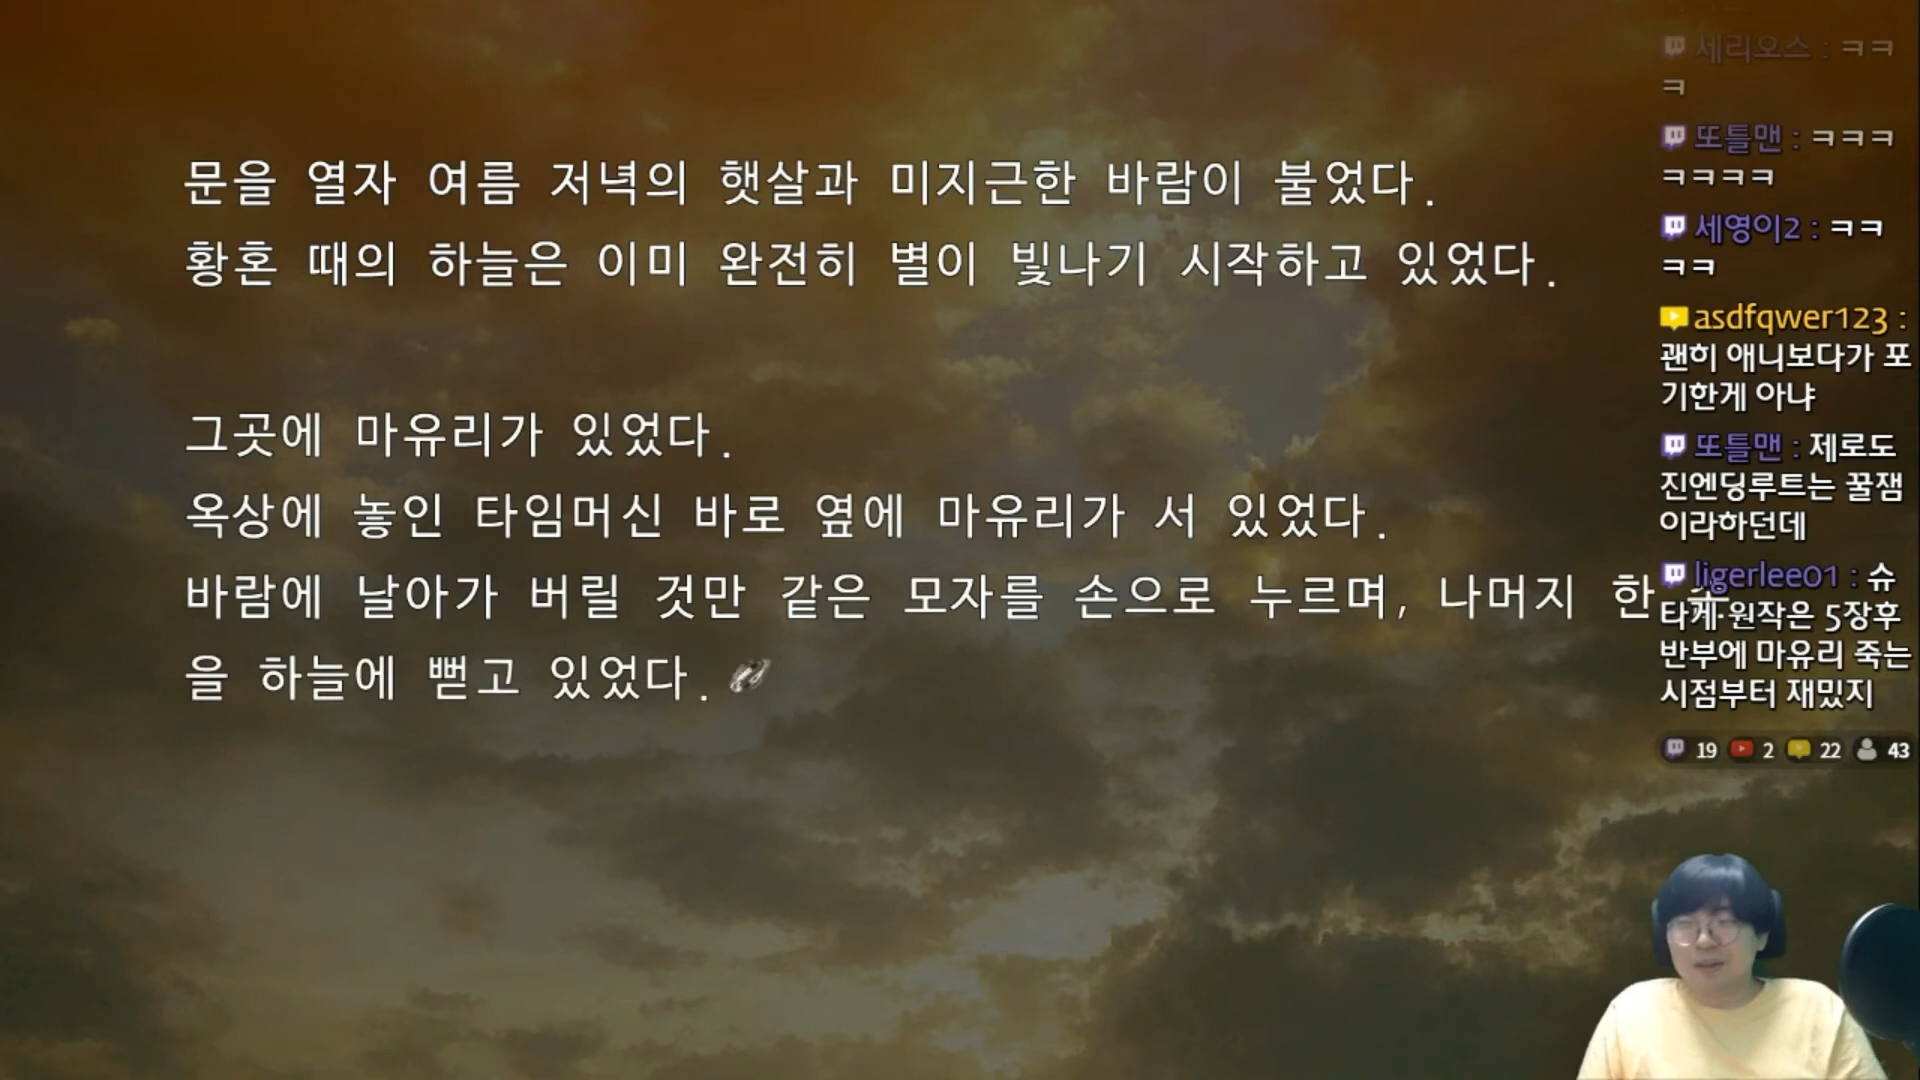 문을 열자 여름 저녁의 햇살과 미지근한 바람이 불었다.
황혼 때의 하늘은 이미 완전히 별이 빛나기 시작하고 있었다.
그곳에 마유리가 있었다.
옥상에 놓인 타임머신 바로 옆에 마유리가 서 있었다.
바람에 날아가 버릴 것만 같은 모자를 손으로 누르며, 나머지 한
을 하늘에 뻗고 있었다.
세리오스 : ㅋㅋ
ㅋ
또틀맨 : ㅋㅋㅋ
ㅋㅋㅋㅋ
세영이2 : ㅋㅋ
ㅋㅋ
asdfqwer123 :
괜히 애니보다가 포
기한게 아냐
또틀맨 : 제로도
진엔딩루트는 꿀잼
이라하던데
ligerlee01 : 슈
타게 원작은 5장후
반부에 마유리 죽는
시점부터 재밌지
19 2 22 43